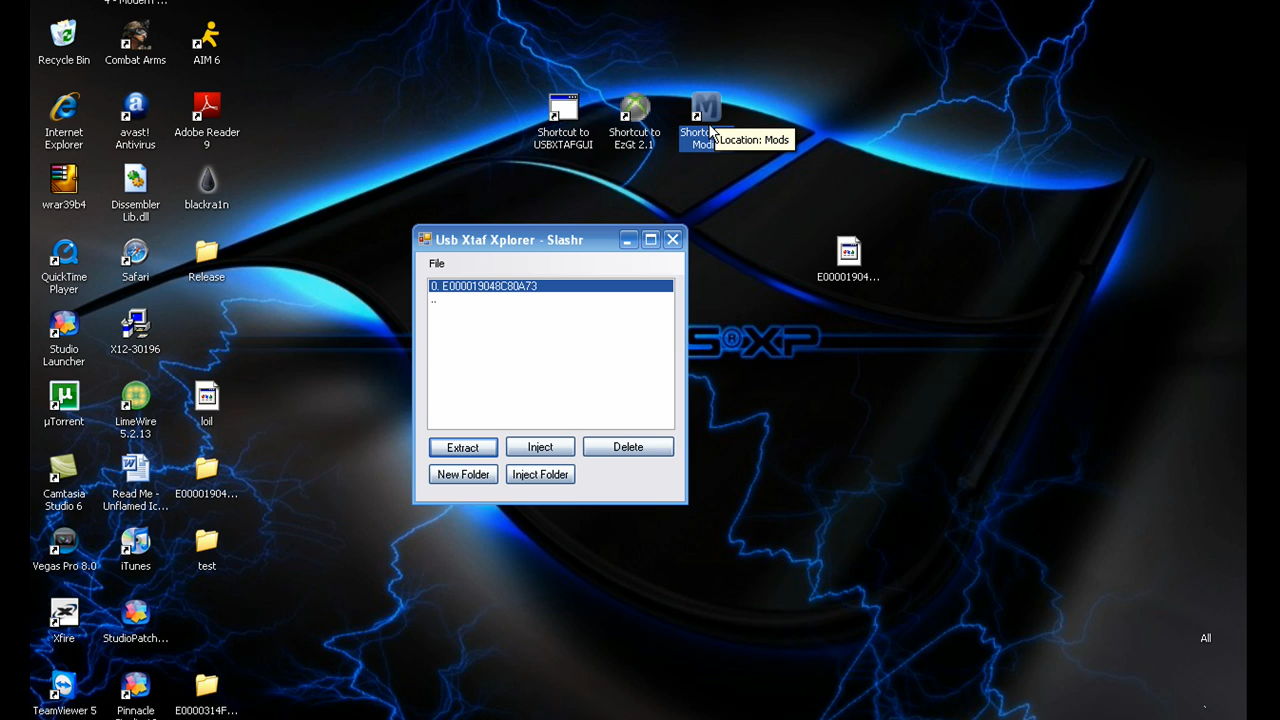 4 - Modern ...
Recycle Bin
Combat Arms
AIM 6
Internet
Explorer
avast!
Antivirus
Adobe Reader
9
wrar39b4
Dissembler
Lib.dll
blackra1n
QuickTime
Player
Safari
Release
Studio
Launcher
X12-30196
µTorrent
LimeWire
5.2.13
loil
Camtasia
Studio 6
Read Me -
Unflamed Ic...
E00001904...
Vegas Pro 8.0
iTunes
test
Xfire
StudioPatch...
TeamViewer 5
Pinnacle
E0000314F...
Shortcut to
USBXTAFGUI
Shortcut to
EzGt 2.1
Location: Mods
E00001904...
S®XP
Usb Xtaf Xplorer - Slashr
File
0. E000019048C80A73
..
Extract
Inject
Delete
New Folder
Inject Folder
All